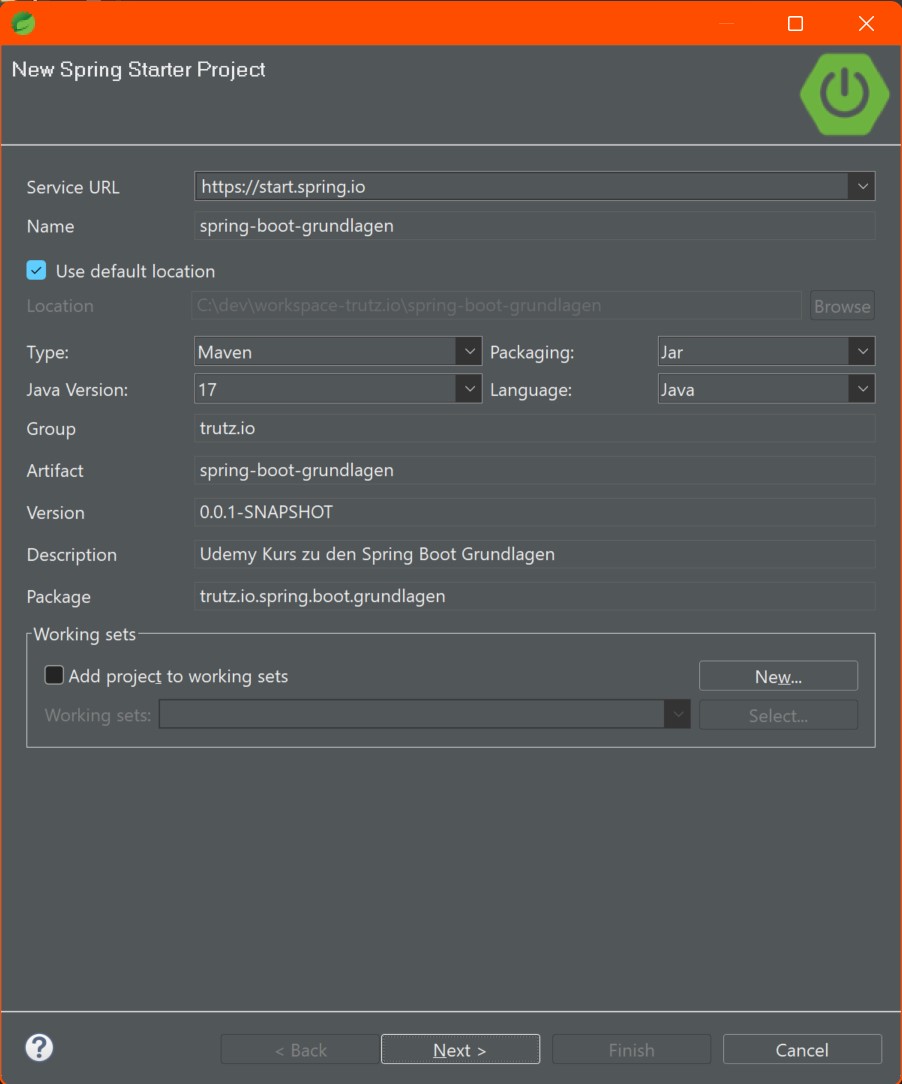 New Spring Starter Project
Service URL https://start.spring.io
Name spring-boot-grundlagen
Use default location
Location C:\dev\workspace-trutz.io\spring-boot-grundlagen Browse
Type: Maven Packaging: Jar
Java Version: 17 Language: Java
Group trutz.io
Artifact spring-boot-grundlagen
Version 0.0.1-SNAPSHOT
Description Udemy Kurs zu den Spring Boot Grundlagen
Package trutz.io.spring.boot.grundlagen
Working sets
Add project to working sets New...
Working sets: Select...
? < Back Next > Finish Cancel